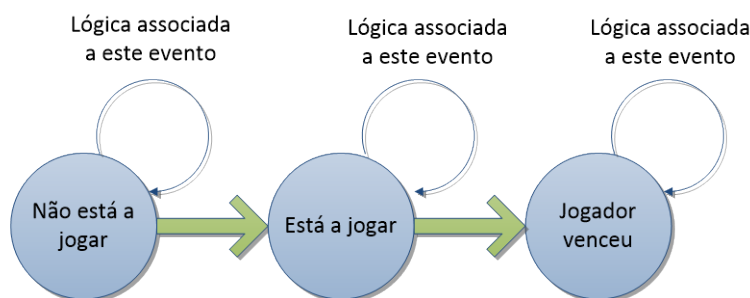 Lógica associada
a este evento
Lógica associada
a este evento
Lógica associada
a este evento
Não está a
jogar
Está a jogar
Jogador
venceu